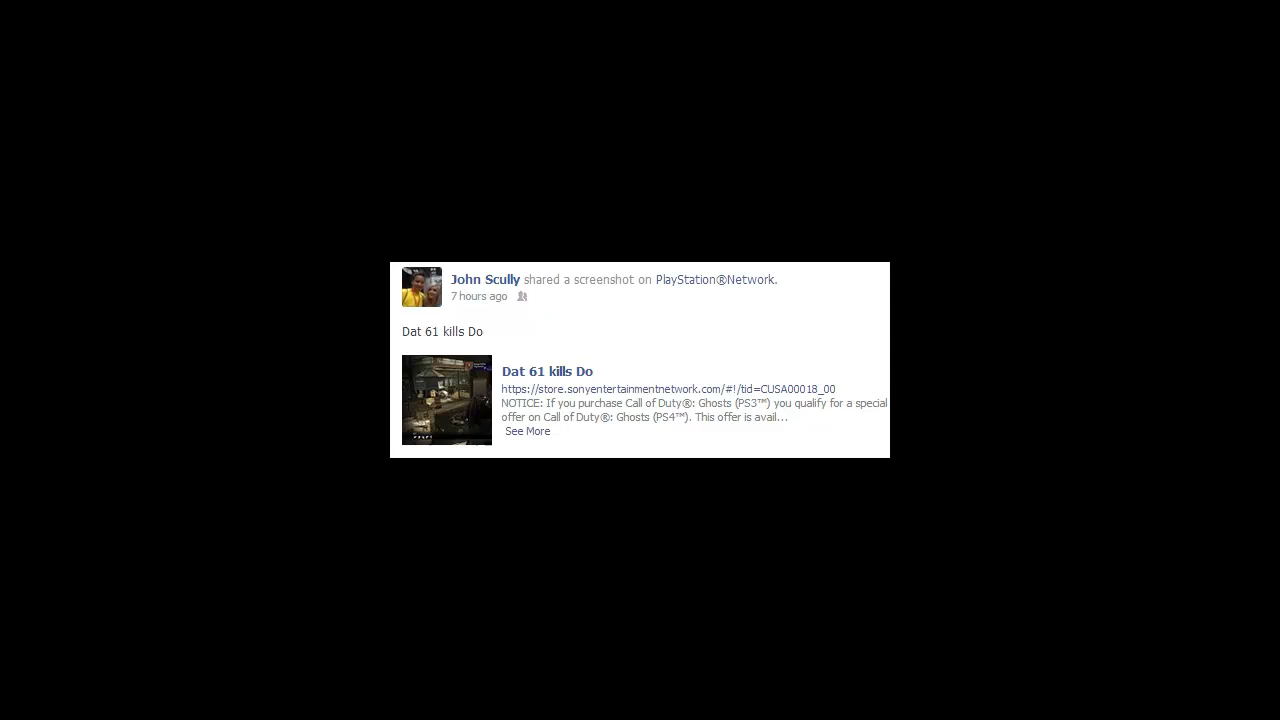 John Scully shared a screenshot on PlayStation®Network.
7 hours ago
Dat 61 kills Do
Dat 61 kills Do
https://store.sonyentertainmentnetwork.com/#!/tid=CUSA00018_00
NOTICE: If you purchase Call of Duty®: Ghosts (PS3™) you qualify for a special
offer on Call of Duty®: Ghosts (PS4™). This offer is avail...
See More